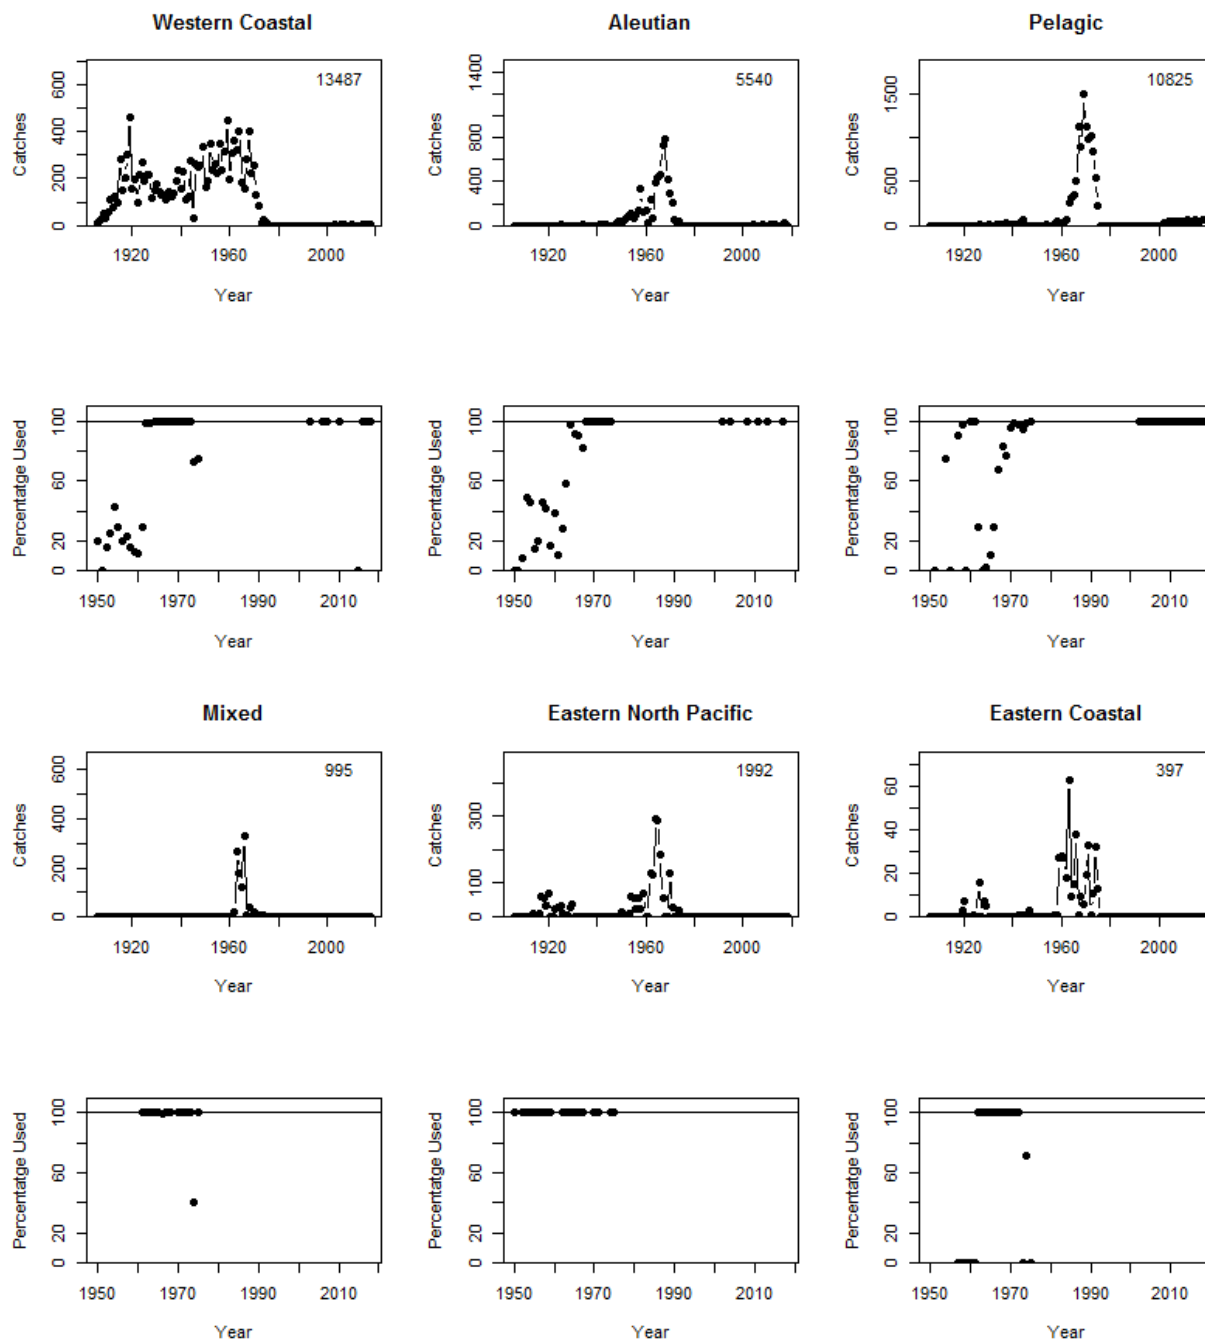 Western Coastal
Aleutian
Pelagic
Catches
0 200 400 600
13487
1920 1960 2000
Year
Catches
0 400 800 1400
5540
1920 1960 2000
Year
Catches
0 500 1500
10825
1920 1960 2000
Year
Percentatge Used
0 20 60 100
1950 1970 1990 2010
Year
Percentatge Used
0 20 60 100
1950 1970 1990 2010
Year
Percentatge Used
0 20 60 100
1950 1970 1990 2010
Year
Mixed
Eastern North Pacific
Eastern Coastal
Catches
0 200 400 600
995
1920 1960 2000
Year
Catches
0 100 300
1992
1920 1960 2000
Year
Catches
0 20 40 60
397
1920 1960 2000
Year
Percentatge Used
0 20 60 100
1950 1970 1990 2010
Year
Percentatge Used
0 20 60 100
1950 1970 1990 2010
Year
Percentatge Used
0 20 60 100
1950 1970 1990 2010
Year